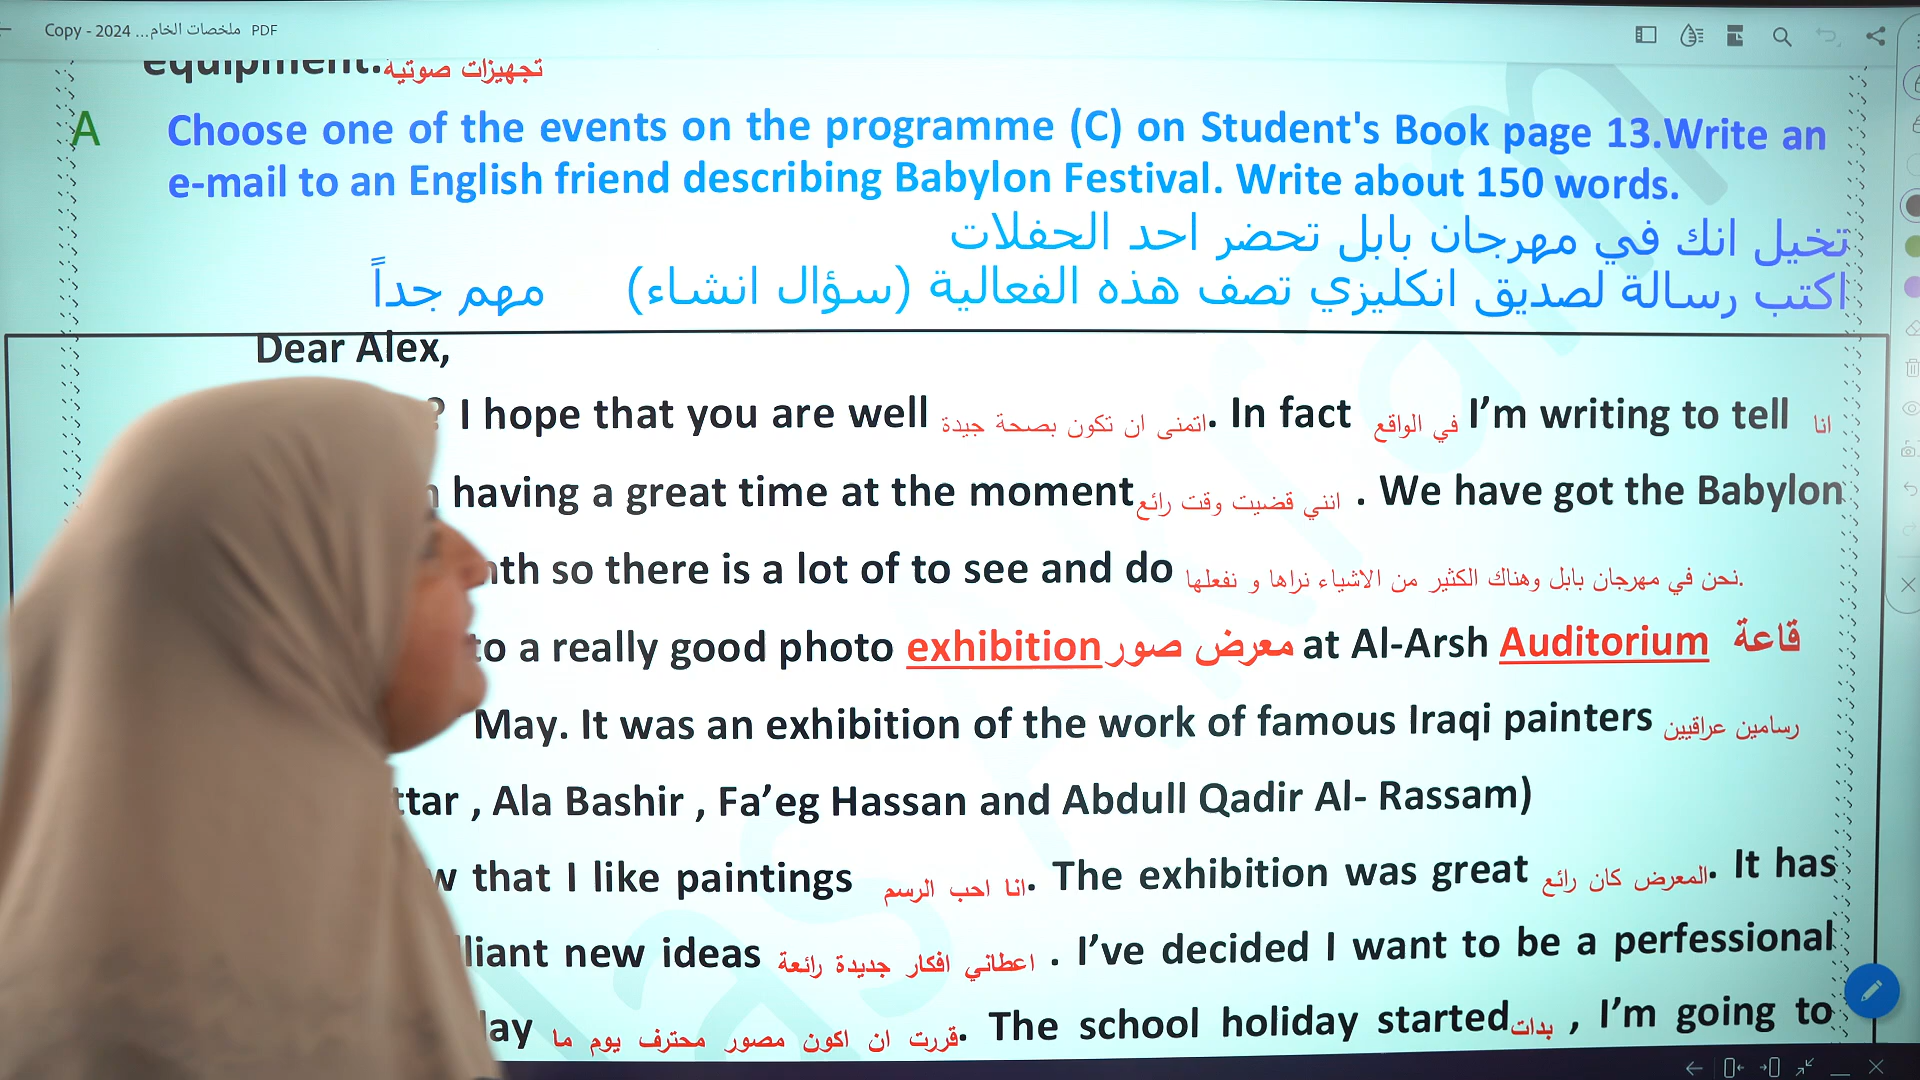 Copy - 2024 ...ملخصات الخام PDF
equipment.تجهيزات صوتية
A Choose one of the events on the programme (C) on Student's Book page 13.Write an
e-mail to an English friend describing Babylon Festival. Write about 150 words.
تخيل انك في مهرجان بابل تحضر احد الحفلات
اكتب رسالة لصديق انكليزي تصف هذه الفعالية (سؤال انشاء) مهم جداً
Dear Alex,
? I hope that you are well اتمنى ان تكون بصحة جيدة. In fact في الواقع I’m writing to tell انا
having a great time at the moment انني قضيت وقت رائع . We have got the Babylon
so there is a lot of to see and do نحن في مهرجان بابل وهناك الكثير من الاشياء نراها و نفعلها.
to a really good photo exhibition معرض صور at Al-Arsh Auditorium قاعة
May. It was an exhibition of the work of famous Iraqi painters رسامين عراقيين
ttar , Ala Bashir , Fa’eg Hassan and Abdull Qadir Al- Rassam)
that I like paintings انا احب الرسم. The exhibition was great المعرض كان رائع. It has
liant new ideas اعطاني افكار جديدة رائعة . I’ve decided I want to be a perfessional
lay قررت ان اكون مصور محترف يوم ما. The school holiday started بدات , I’m going to